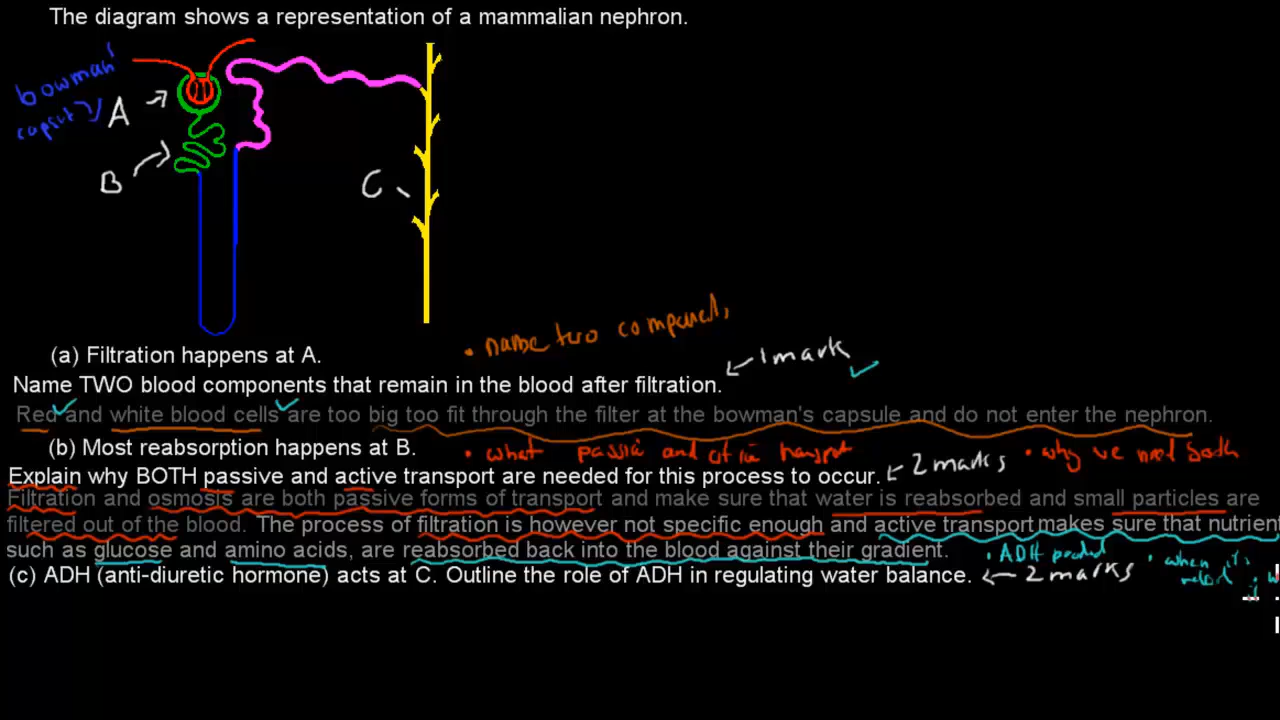 The diagram shows a representation of a mammalian nephron.
bowman'
A
B
C
• name two
(a) Filtration happens at A.
1 mark
Name TWO blood components that remain in the blood after filtration.
Red and white blood cells are too big too fit through the filter at the bowman's capsule and do not enter the nephron.
(b) Most reabsorption happens at B.
• what and
• why we need both
Explain why BOTH passive and active transport are needed for this process to occur.
2 marks
Filtration and osmosis are both passive forms of transport and make sure that water is reabsorbed and small particles are
filtered out of the blood. The process of filtration is however not specific enough and active transport makes sure that nutrien
such as glucose and amino acids, are reabsorbed back into the blood against their gradient.
• ADH
• when it's
(c) ADH (anti-diuretic hormone) acts at C. Outline the role of ADH in regulating water balance.
2 marks